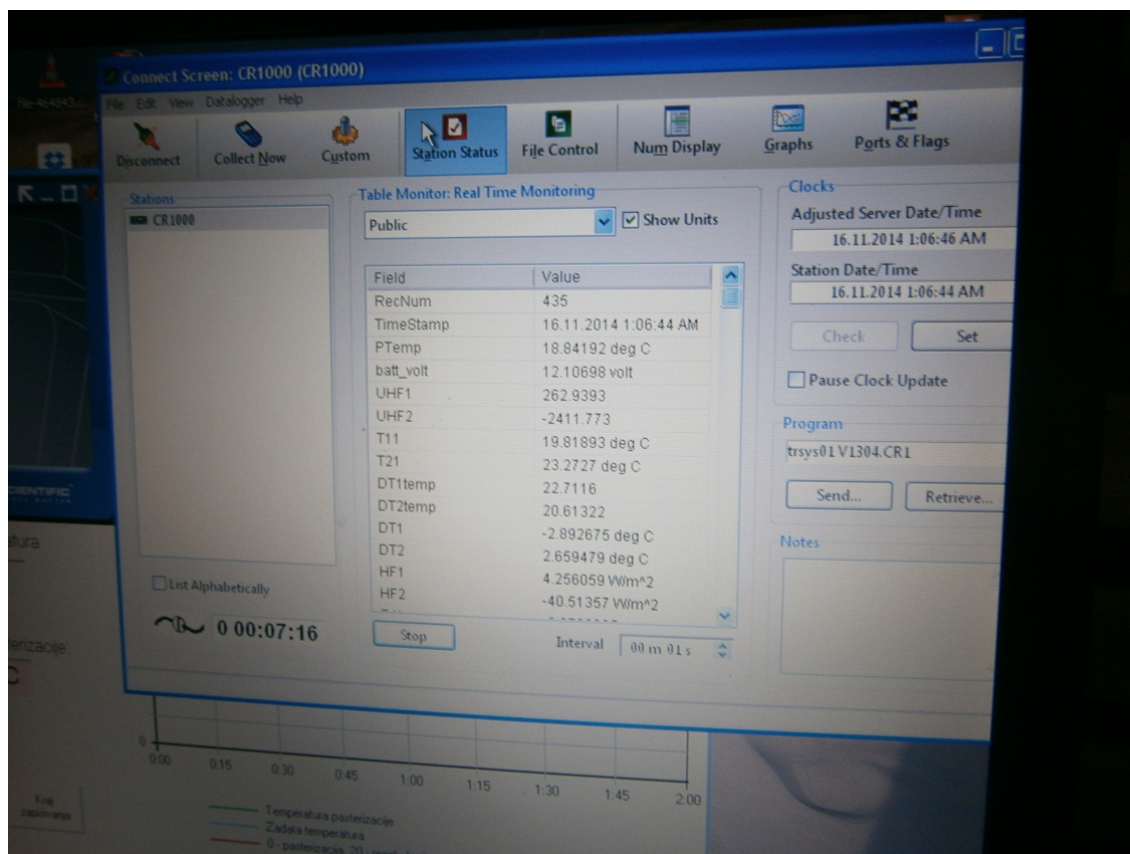 Connect Screen: CR1000 (CR1000)
File Edit View Datalogger Help
Disconnect Collect Now Custom Station Status File Control Num Display Graphs Ports & Flags
Stations
CR1000
List Alphabetically
0 00:07:16
Table Monitor: Real Time Monitoring
Public Show Units
Field Value
RecNum 435
TimeStamp 16.11.2014 1:06:44 AM
PTemp 18.84192 deg C
batt_volt 12.10698 volt
UHF1 262.9393
UHF2 -2411.773
T11 19.81893 deg C
T21 23.2727 deg C
DT1temp 22.7116
DT2temp 20.61322
DT1 -2.892675 deg C
DT2 2.659479 deg C
HF1 4.256059 W/m^2
HF2 -40.51357 W/m^2
Stop Interval 00 m 01 s
Clocks
Adjusted Server Date/Time
16.11.2014 1:06:46 AM
Station Date/Time
16.11.2014 1:06:44 AM
Check Set
Pause Clock Update
Program
trsys01 V1304.CR1
Send... Retrieve...
Notes
0
0:00 0:15 0:30 0:45 1:00 1:15 1:30 1:45 2:00
Temperatura pasterizacije
Zadata temperatura
0 - pasterizacija, 20